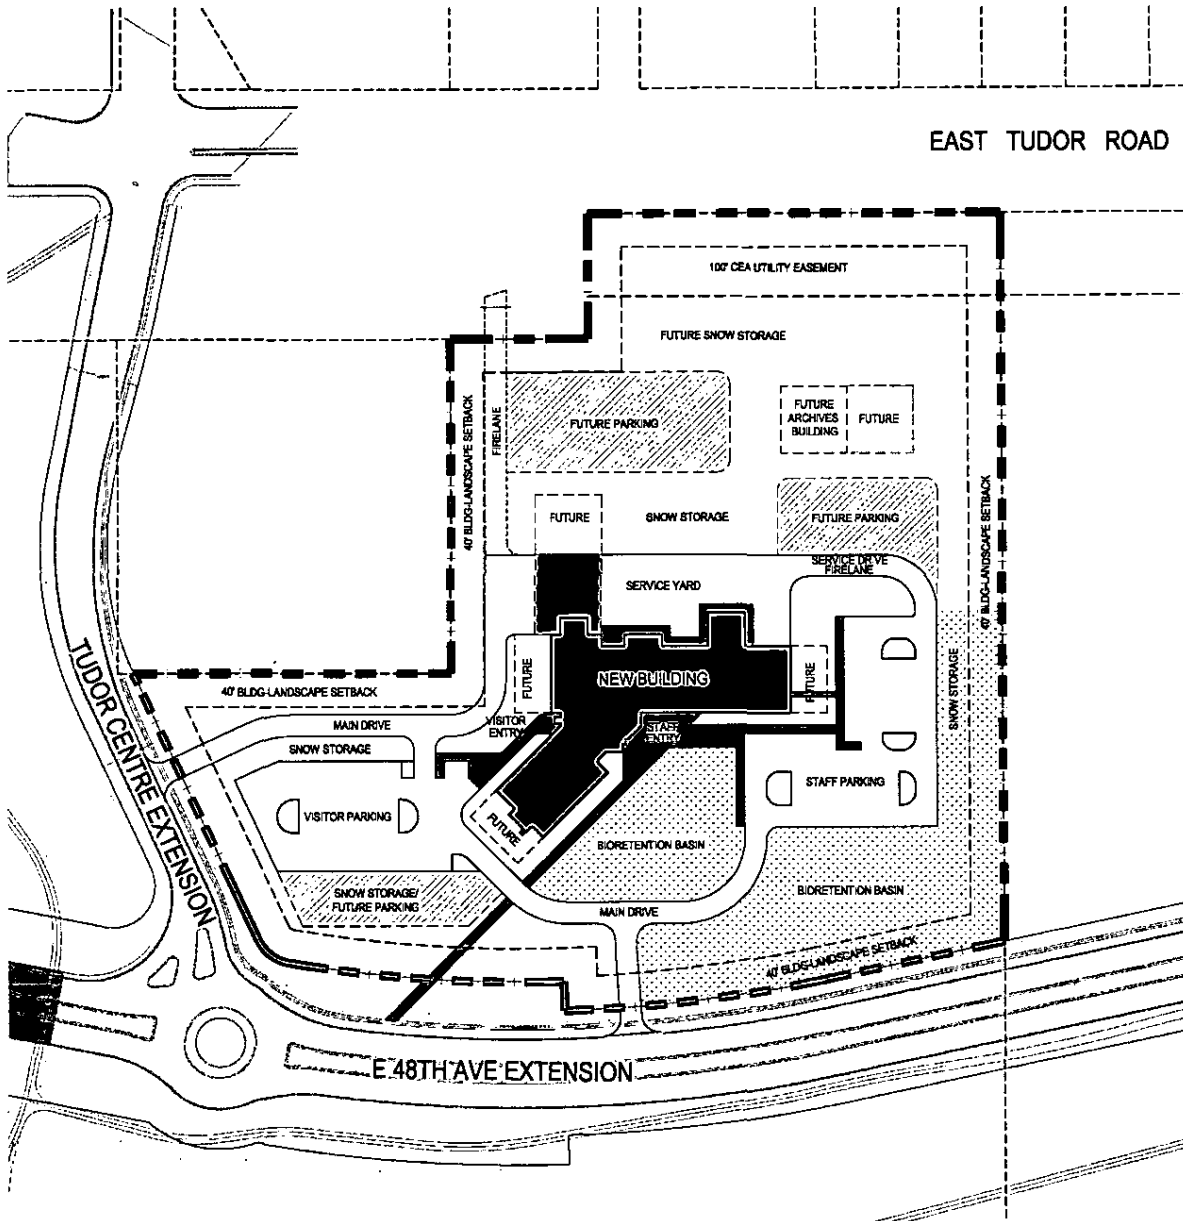 EAST TUDOR ROAD
100' CEA UTILITY EASEMENT
FUTURE SNOW STORAGE
40' BLDG-LANDSCAPE SETBACK
FIRELANE
FUTURE PARKING
FUTURE
ARCHIVES
BUILDING
FUTURE
40' BLDG-LANDSCAPE SETBACK
FUTURE
SNOW STORAGE
FUTURE PARKING
SERVICE DRIVE
FIRELANE
SERVICE YARD
TUDOR CENTRE EXTENSION
40' BLDG-LANDSCAPE SETBACK
FUTURE
NEW BUILDING
FUTURE
SNOW STORAGE
MAIN DRIVE
VISITOR
ENTRY
STAFF
ENTRY
SNOW STORAGE
STAFF PARKING
VISITOR PARKING
FUTURE
BIORETENTION BASIN
SNOW STORAGE/
FUTURE PARKING
BIORETENTION BASIN
MAIN DRIVE
40' BLDG-LANDSCAPE SETBACK
E 48TH AVE EXTENSION